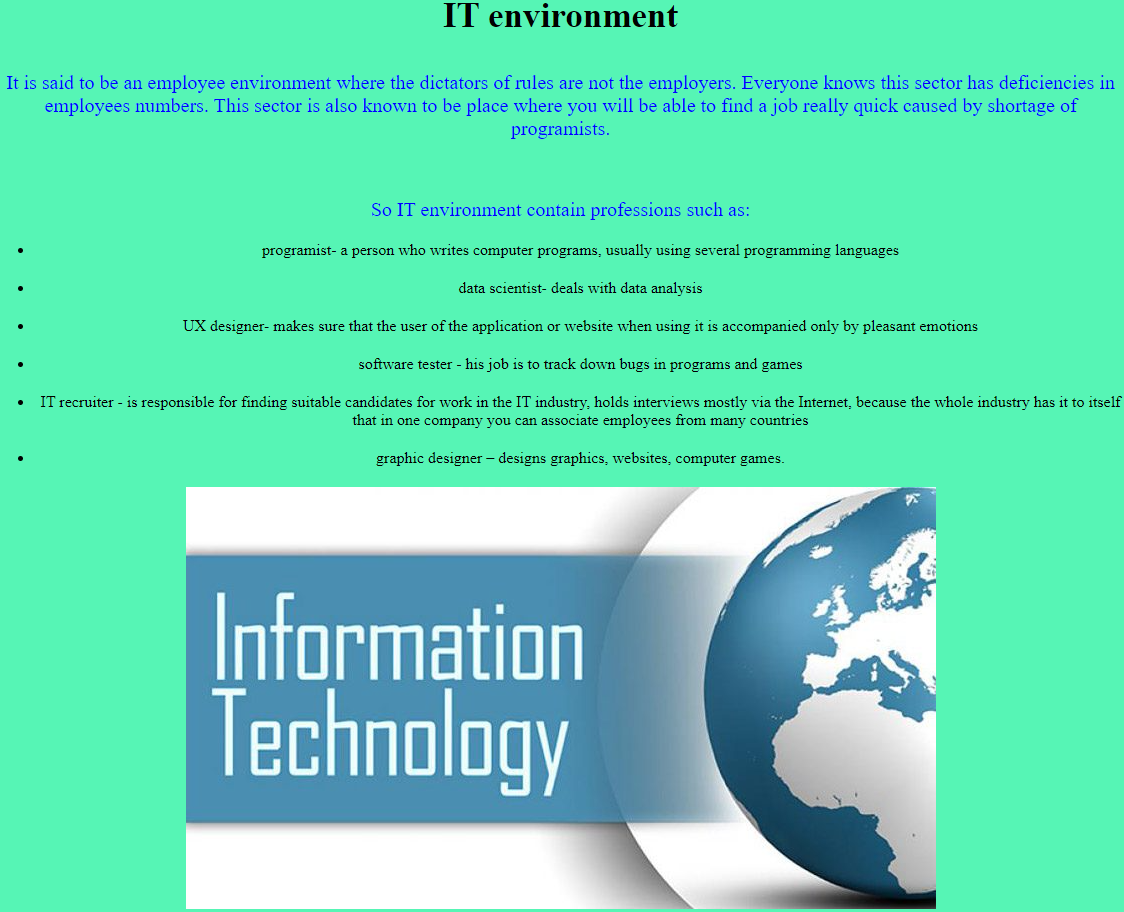 IT environment
It is said to be an employee environment where the dictators of rules are not the employers. Everyone knows this sector has deficiencies in
employees numbers. This sector is also known to be place where you will be able to find a job really quick caused by shortage of
programists.
So IT environment contain professions such as:
programist- a person who writes computer programs, usually using several programming languages
data scientist- deals with data analysis
UX designer- makes sure that the user of the application or website when using it is accompanied only by pleasant emotions
software tester - his job is to track down bugs in programs and games
IT recruiter - is responsible for finding suitable candidates for work in the IT industry, holds interviews mostly via the Internet, because the whole industry has it to itself
that in one company you can associate employees from many countries
graphic designer – designs graphics, websites, computer games.
Information
Technology